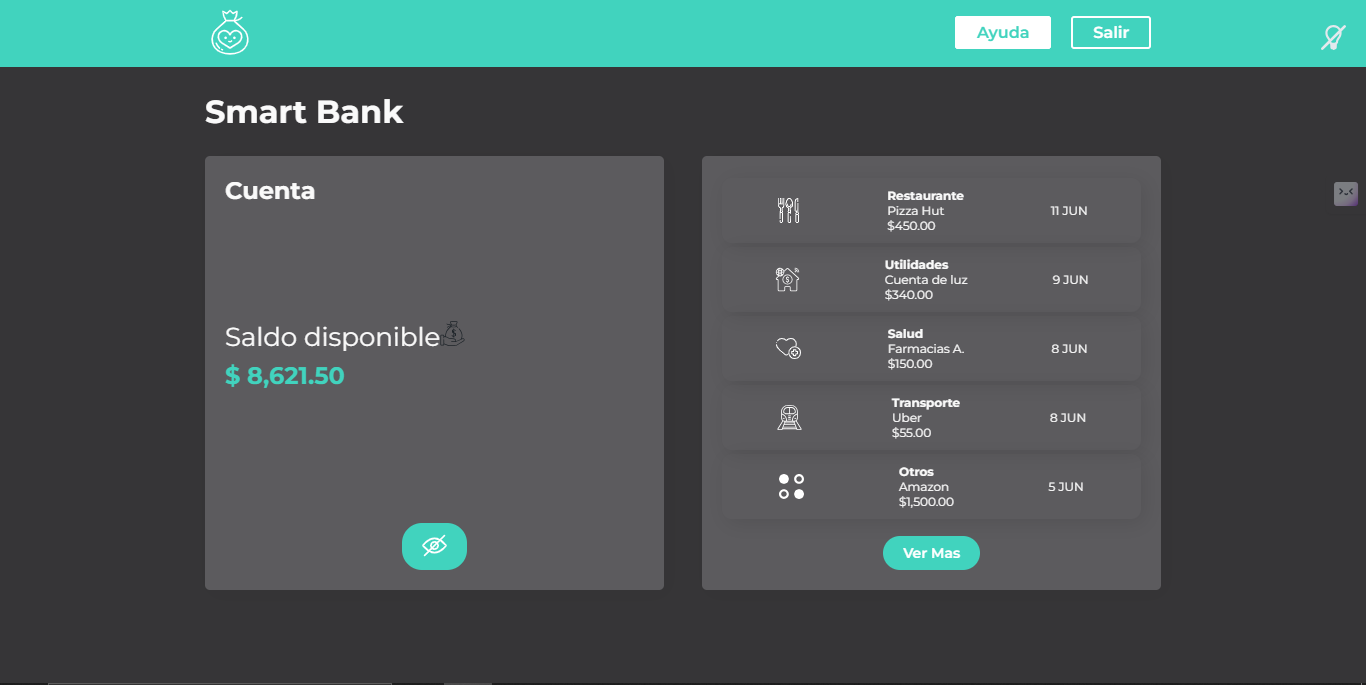 Ayuda
Salir
Smart Bank
Cuenta
Saldo disponible
$ 8,621.50
Restaurante
Pizza Hut
$450.00
11 JUN
Utilidades
Cuenta de luz
$340.00
9 JUN
Salud
Farmacias A.
$150.00
8 JUN
Transporte
Uber
$55.00
8 JUN
Otros
Amazon
$1,500.00
5 JUN
Ver Mas